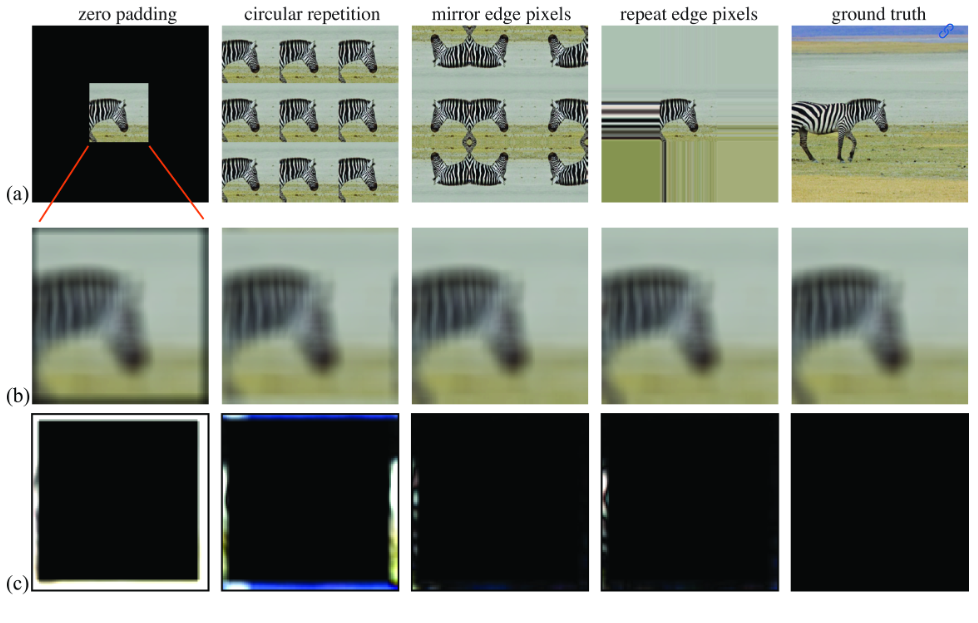 zero padding
circular repetition
mirror edge pixels
repeat edge pixels
ground truth
(a)
(b)
(c)